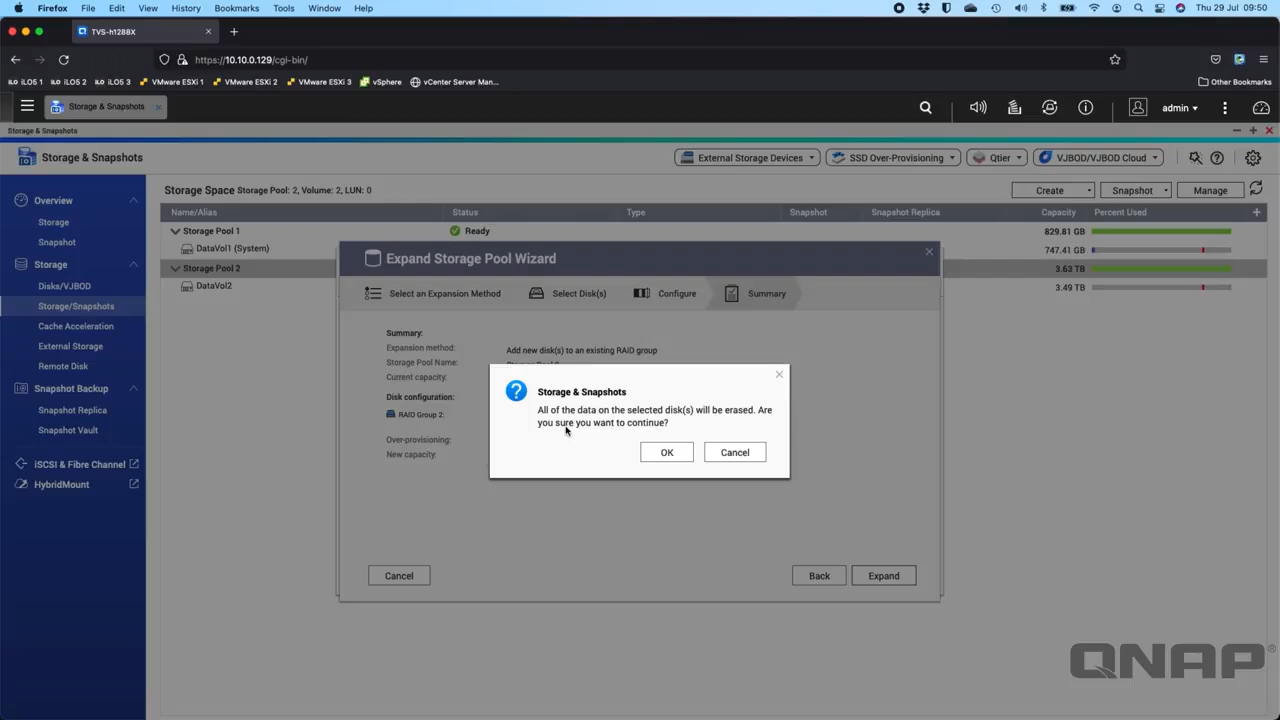 Firefox File Edit View History Bookmarks Tools Window Help Thu 29 Jul 09:50
TVS-h1288X
https://10.10.0.129/cgi-bin/
iLO iLO5 1 iLO iLO5 2 iLO iLO5 3 VMware ESXi 1 VMware ESXi 2 VMware ESXi 3 vSphere vCenter Server Man... Other Bookmarks
Storage & Snapshots admin
Storage & Snapshots
Storage & Snapshots External Storage Devices SSD Over-Provisioning Qtier VJBOD/VJBOD Cloud
Overview
Storage
Snapshot
Storage
Disks/VJBOD
Storage/Snapshots
Cache Acceleration
External Storage
Remote Disk
Snapshot Backup
Snapshot Replica
Snapshot Vault
iSCSI & Fibre Channel
HybridMount
Storage Space Storage Pool: 2, Volume: 2, LUN: 0 Create Snapshot Manage
Name/Alias Status Type Snapshot Snapshot Replica Capacity Percent Used
Storage Pool 1 Ready 829.81 GB
DataVol1 (System) 747.41 GB
Storage Pool 2 3.63 TB
DataVol2 3.49 TB
Expand Storage Pool Wizard
Select an Expansion Method Select Disk(s) Configure Summary
Summary:
Expansion method: Add new disk(s) to an existing RAID group
Storage Pool Name:
Current capacity:
Disk configuration:
RAID Group 2:
Over-provisioning:
New capacity:
Storage & Snapshots
All of the data on the selected disk(s) will be erased. Are
you sure you want to continue?
OK Cancel
Cancel Back Expand
QNAP